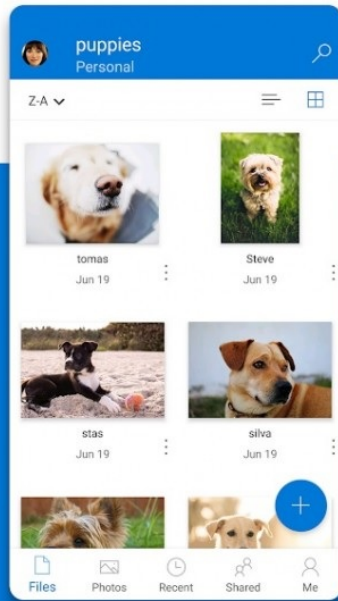 puppies
Personal
Z-A
tomas
Jun 19
Steve
Jun 19
stas
Jun 19
silva
Jun 19
Files
Photos
Recent
Shared
Me